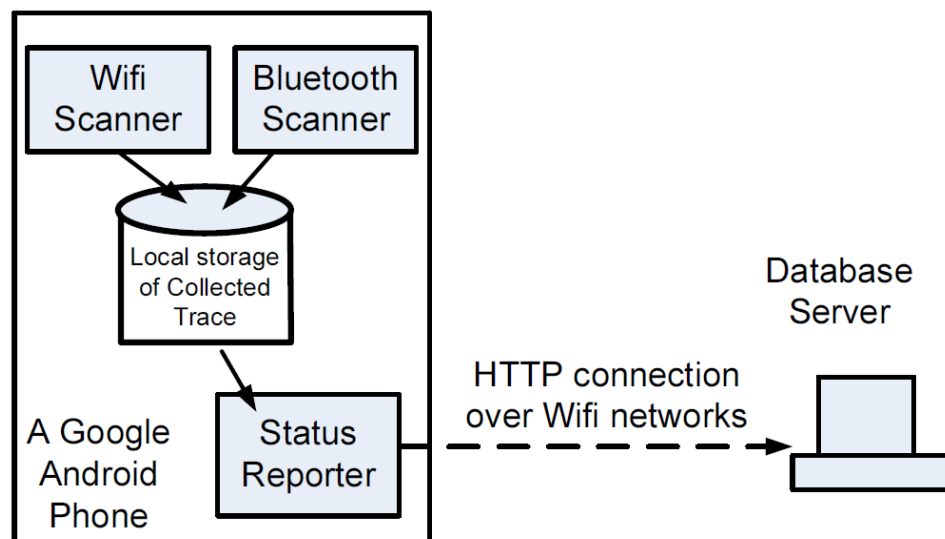 Wifi
Scanner
Bluetooth
Scanner
Local storage
of Collected
Trace
Status
Reporter
A Google
Android
Phone
HTTP connection
over Wifi networks
Database
Server